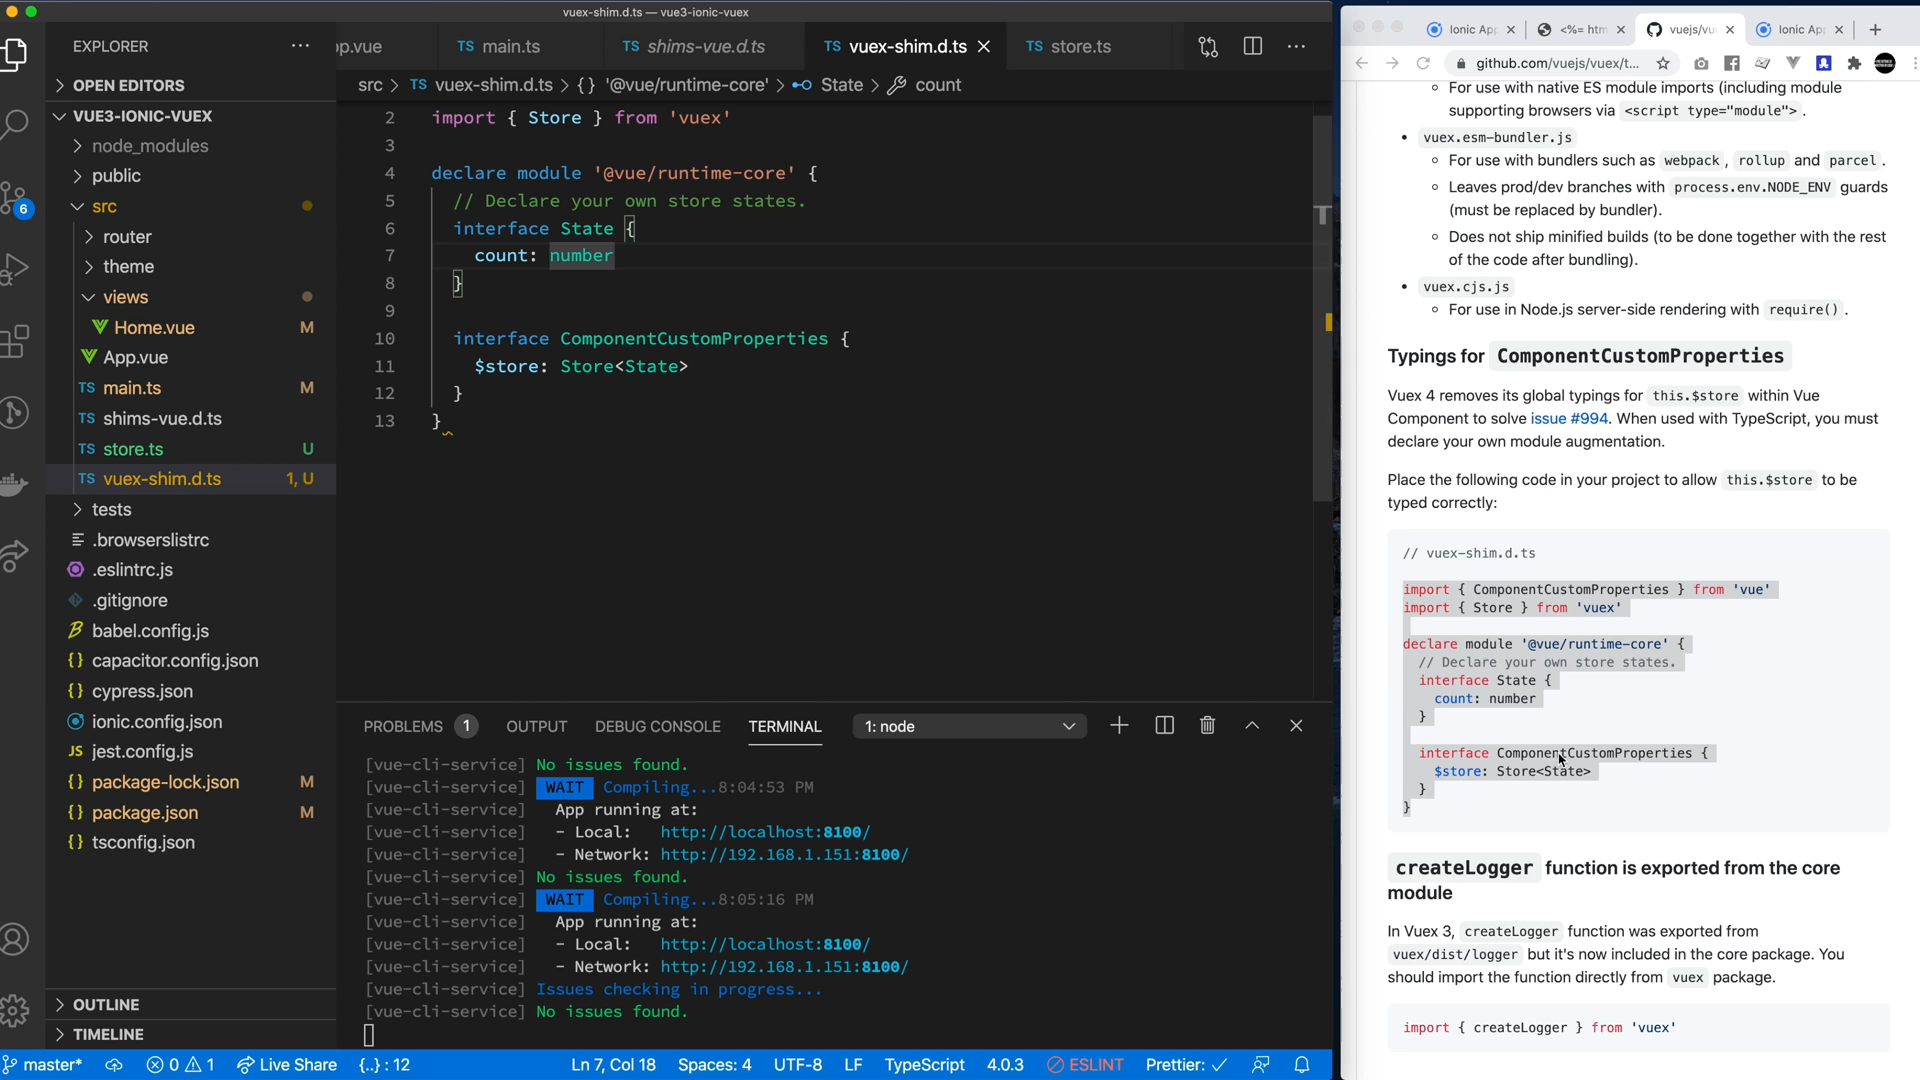 vuex-shim.d.ts — vue3-ionic-vuex
EXPLORER
OPEN EDITORS
VUE3-IONIC-VUEX
node_modules
public
src
router
theme
views
Home.vue M
App.vue
TS main.ts M
TS shims-vue.d.ts
TS store.ts U
TS vuex-shim.d.ts 1, U
tests
.browserslistrc
.eslintrc.js
.gitignore
babel.config.js
{} capacitor.config.json
{} cypress.json
ionic.config.json
JS jest.config.js
{} package-lock.json M
{} package.json M
{} tsconfig.json
OUTLINE
TIMELINE
6
pp.vue
TS main.ts
TS shims-vue.d.ts
TS vuex-shim.d.ts
TS store.ts
src > TS vuex-shim.d.ts > {} '@vue/runtime-core' > State > count
2 import { Store } from 'vuex'
3
4 declare module '@vue/runtime-core' {
5 // Declare your own store states.
6 interface State {
7 count: number
8 }
9
10 interface ComponentCustomProperties {
11 $store: Store<State>
12 }
13 }
PROBLEMS 1 OUTPUT DEBUG CONSOLE TERMINAL 1: node
[vue-cli-service] No issues found.
[vue-cli-service] WAIT Compiling...8:04:53 PM
[vue-cli-service] App running at:
[vue-cli-service] - Local: http://localhost:8100/
[vue-cli-service] - Network: http://192.168.1.151:8100/
[vue-cli-service] No issues found.
[vue-cli-service] WAIT Compiling...8:05:16 PM
[vue-cli-service] App running at:
[vue-cli-service] - Local: http://localhost:8100/
[vue-cli-service] - Network: http://192.168.1.151:8100/
[vue-cli-service] Issues checking in progress...
[vue-cli-service] No issues found.
master* 0 1 Live Share {..} : 12 Ln 7, Col 18 Spaces: 4 UTF-8 LF TypeScript 4.0.3 ESLINT Prettier: ✓
Ionic App
<%= htm
vuejs/vu
Ionic App
github.com/vuejs/vuex/t...
For use with native ES module imports (including module
supporting browsers via <script type="module"> .
vuex.esm-bundler.js
For use with bundlers such as webpack , rollup and parcel .
Leaves prod/dev branches with process.env.NODE_ENV guards
(must be replaced by bundler).
Does not ship minified builds (to be done together with the rest
of the code after bundling).
vuex.cjs.js
For use in Node.js server-side rendering with require() .
Typings for ComponentCustomProperties
Vuex 4 removes its global typings for this.$store within Vue
Component to solve issue #994. When used with TypeScript, you must
declare your own module augmentation.
Place the following code in your project to allow this.$store to be
typed correctly:
// vuex-shim.d.ts
import { ComponentCustomProperties } from 'vue'
import { Store } from 'vuex'
declare module '@vue/runtime-core' {
// Declare your own store states.
interface State {
count: number
}
interface ComponentCustomProperties {
$store: Store<State>
}
}
createLogger function is exported from the core
module
In Vuex 3, createLogger function was exported from
vuex/dist/logger but it's now included in the core package. You
should import the function directly from vuex package.
import { createLogger } from 'vuex'